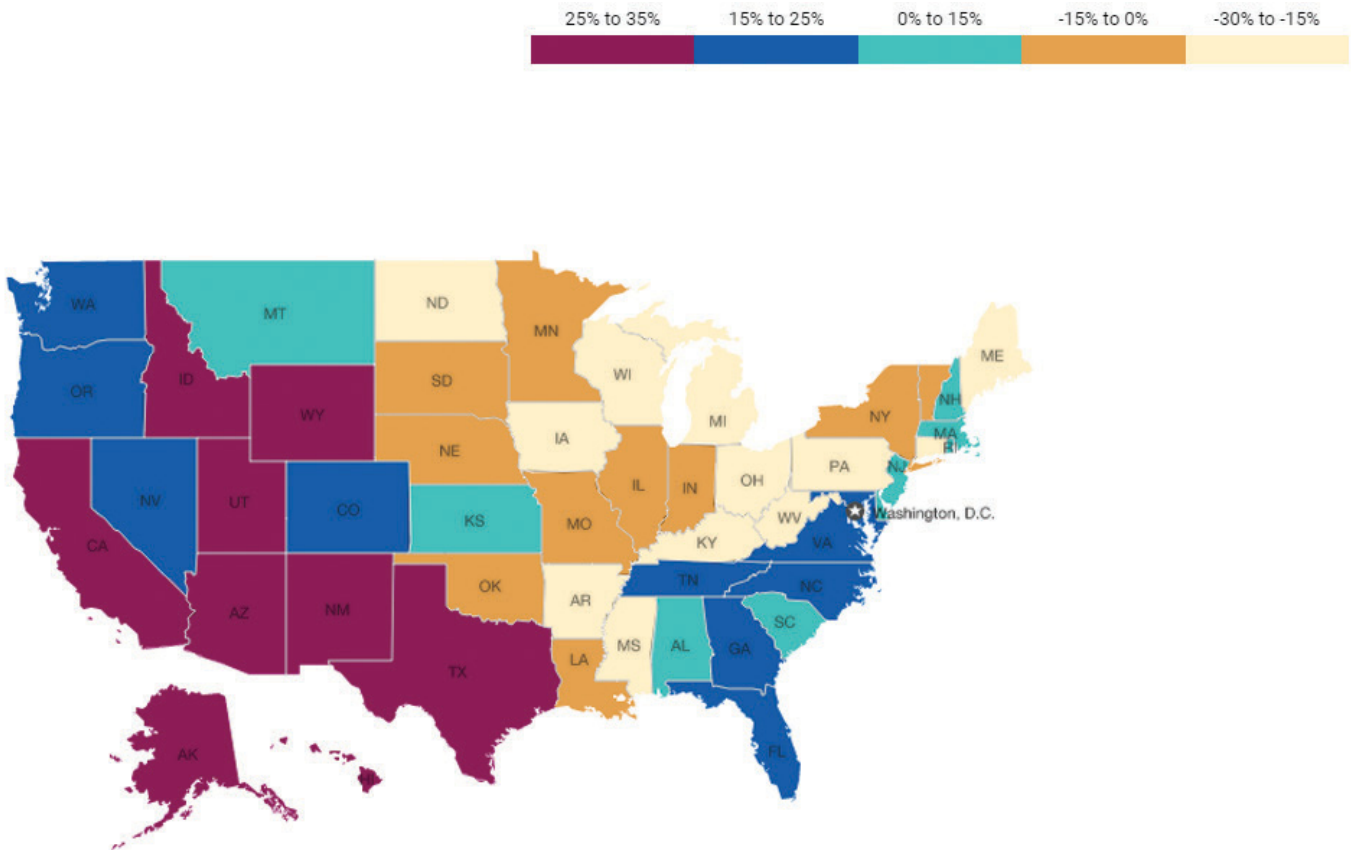 25% to 35% 15% to 25% 0% to 15% -15% to 0% -30% to -15%
WA
MT
ND
MN
ME
OR
ID
SD
WI
NH
WY
NY
MI
MA
IA
RI
NE
PA
NJ
NV
UT
CO
KS
MO
IL
IN
OH
WV
Washington, D.C.
CA
KY
VA
OK
TN
NC
AZ
NM
AR
SC
TX
LA
MS
AL
GA
AK
HI
FL